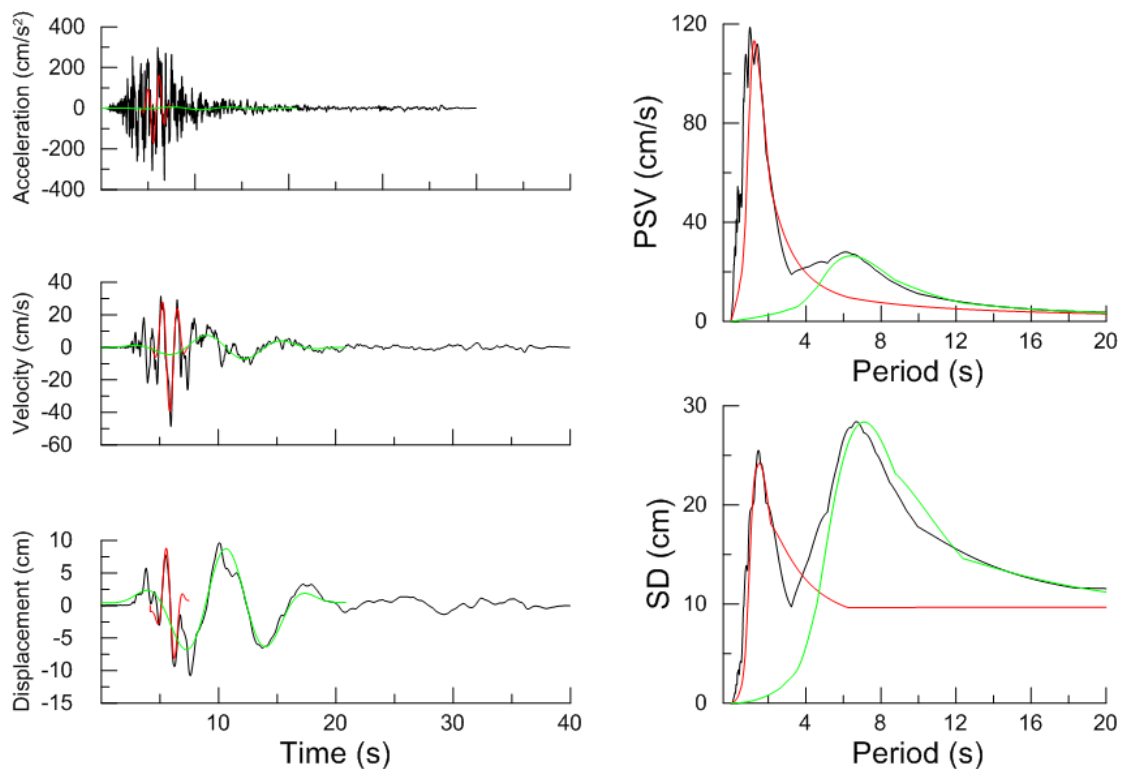 400
200
0
-200
-400
Acceleration (cm/s²)
40
20
0
-20
-40
-60
Velocity (cm/s)
10
5
0
-5
-10
-15
Displacement (cm)
10 20 30 40
Time (s)
120
80
40
0
PSV (cm/s)
4 8 12 16 20
Period (s)
30
20
10
0
SD (cm)
4 8 12 16 20
Period (s)